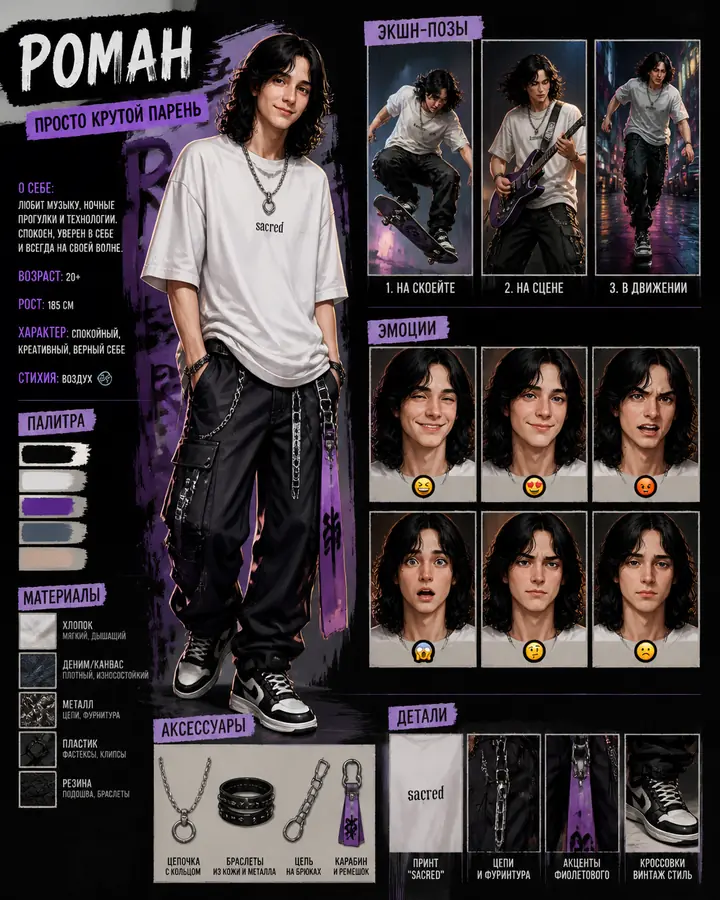 РОМАН
ПРОСТО КРУТОЙ ПАРЕНЬ
О СЕБЕ:
ЛЮБИТ МУЗЫКУ, НОЧНЫЕ
ПРОГУЛКИ И ТЕХНОЛОГИИ.
СПОКОЕН, УВЕРЕН В СЕБЕ
И ВСЕГДА НА СВОЕЙ ВОЛНЕ.
ВОЗРАСТ: 20+
РОСТ: 185 СМ
ХАРАКТЕР: СПОКОЙНЫЙ,
КРЕАТИВНЫЙ, ВЕРНЫЙ СЕБЕ
СТИХИЯ: ВОЗДУХ
ПАЛИТРА
МАТЕРИАЛЫ
ХЛОПОК
МЯГКИЙ, ДЫШАЩИЙ
ДЕНИМ/КАНВАС
ПЛОТНЫЙ, ИЗНОСОСТОЙКИЙ
МЕТАЛЛ
ЦЕПИ, ФУРНИТУРА
ПЛАСТИК
ФАСТЕКСЫ, КЛИПСЫ
РЕЗИНА
ПОДОШВА, БРАСЛЕТЫ
sacred
ЭКШН-ПОЗЫ
1. НА СКОЕЙТЕ
2. НА СЦЕНЕ
3. В ДВИЖЕНИИ
ЭМОЦИИ
АКСЕССУАРЫ
ЦЕПОЧКА
С КОЛЬЦОМ
БРАСЛЕТЫ
ИЗ КОЖИ И МЕТАЛЛА
ЦЕПЬ
НА БРЮКАХ
КАРАБИН
И РЕМЕШОК
ДЕТАЛИ
sacred
ПРИНТ
"SACRED"
ЦЕПИ
И ФУРИНТУРА
АКЦЕНТЫ
ФИОЛЕТОВОГО
КРОССОВКИ
ВИНТАЖ СТИЛЬ